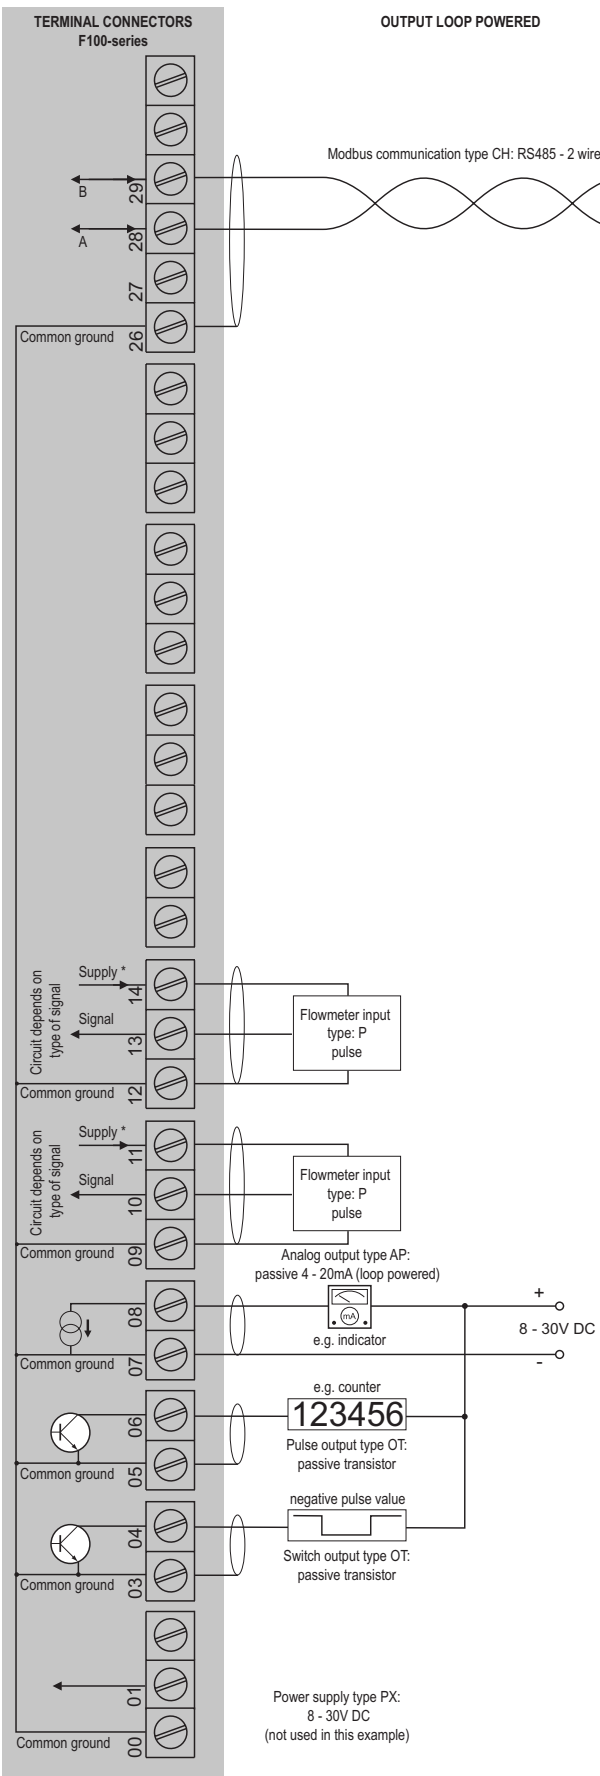 TERMINAL CONNECTORS
F100-series
OUTPUT LOOP POWERED
Modbus communication type CH: RS485 - 2 wire
B
29
A
28
27
26
Common ground
Circuit depends on
type of signal
Supply *
14
Signal
13
Common ground
12
Flowmeter input
type: P
pulse
Circuit depends on
type of signal
Supply *
11
Signal
10
Common ground
09
Flowmeter input
type: P
pulse
Analog output type AP:
passive 4 - 20mA (loop powered)
08
mA
e.g. indicator
+
8 - 30V DC
-
Common ground
07
e.g. counter
06
123456
Common ground
05
Pulse output type OT:
passive transistor
negative pulse value
04
Common ground
03
Switch output type OT:
passive transistor
01
Power supply type PX:
8 - 30V DC
(not used in this example)
Common ground
00